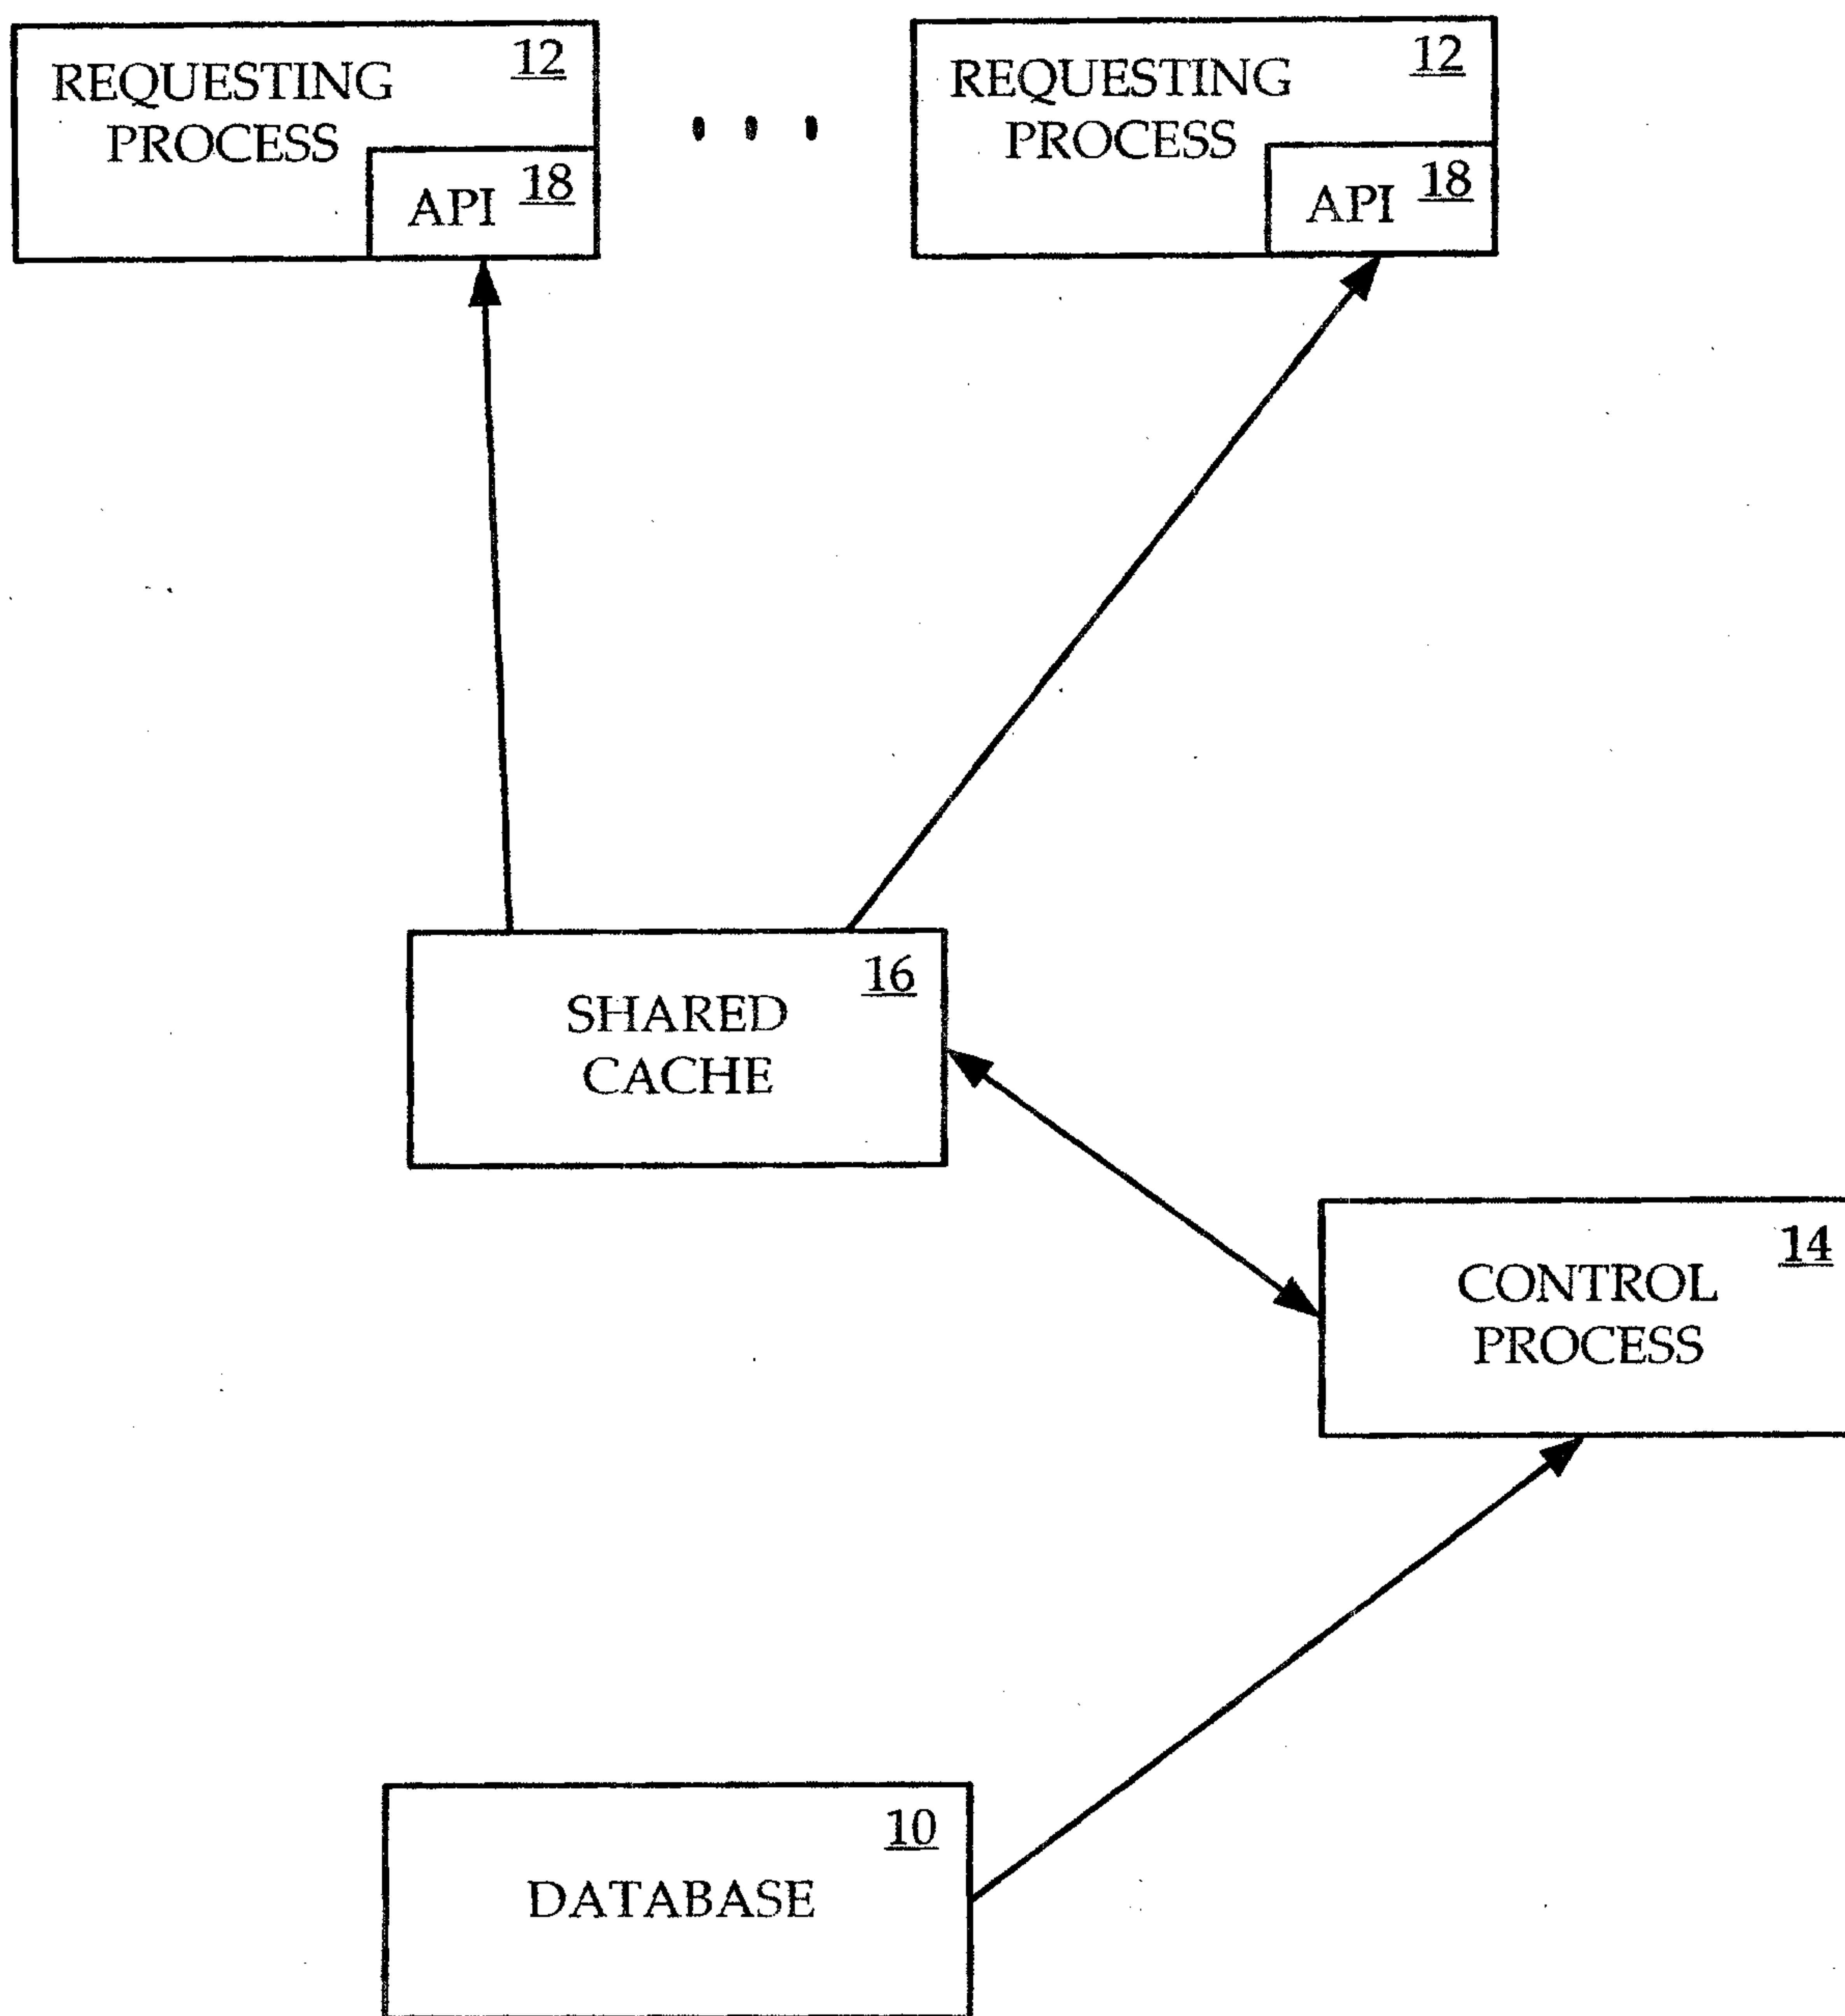 REQUESTING 12
PROCESS
API 18
REQUESTING 12
PROCESS
API 18
16
SHARED
CACHE
14
CONTROL
PROCESS
10
DATABASE